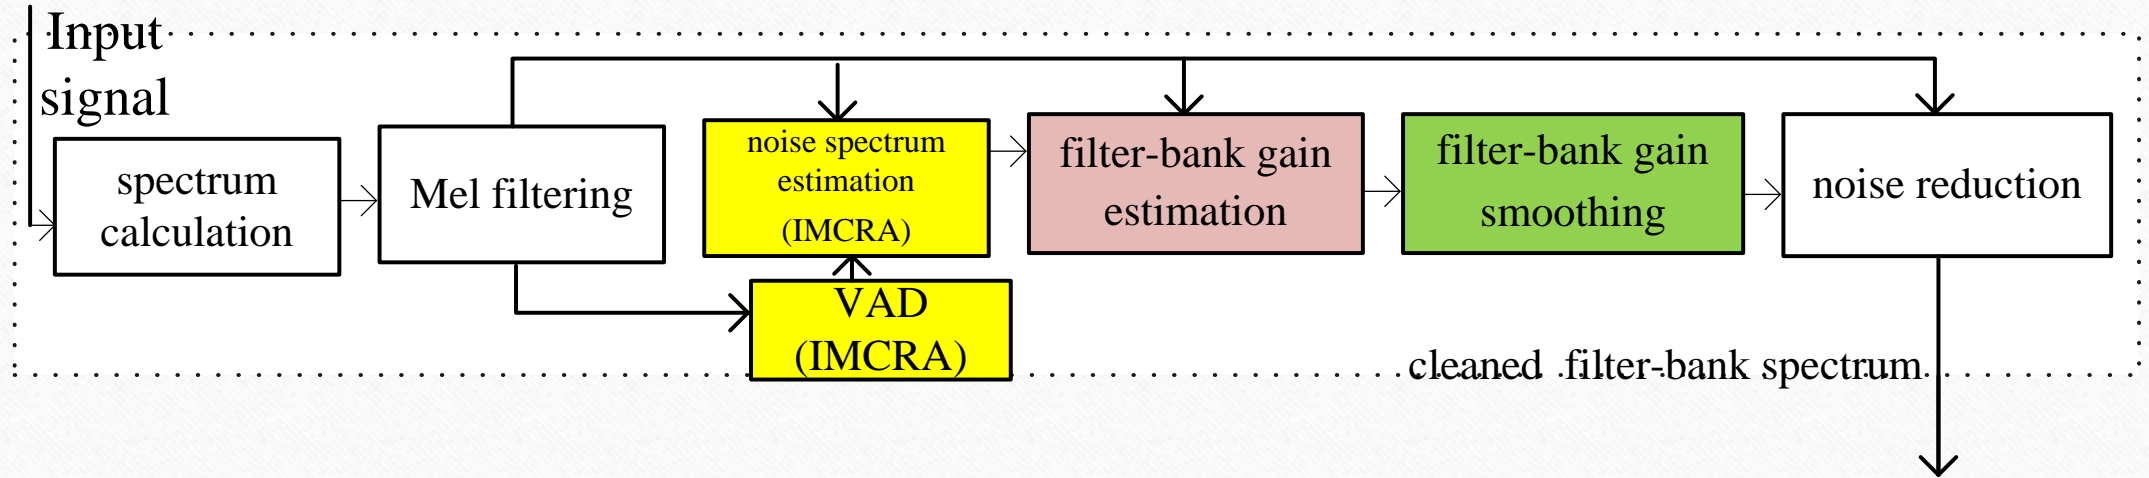 Input
signal
spectrum
calculation
Mel filtering
noise spectrum
estimation
(IMCRA)
VAD
(IMCRA)
filter-bank gain
estimation
filter-bank gain
smoothing
noise reduction
cleaned filter-bank spectrum